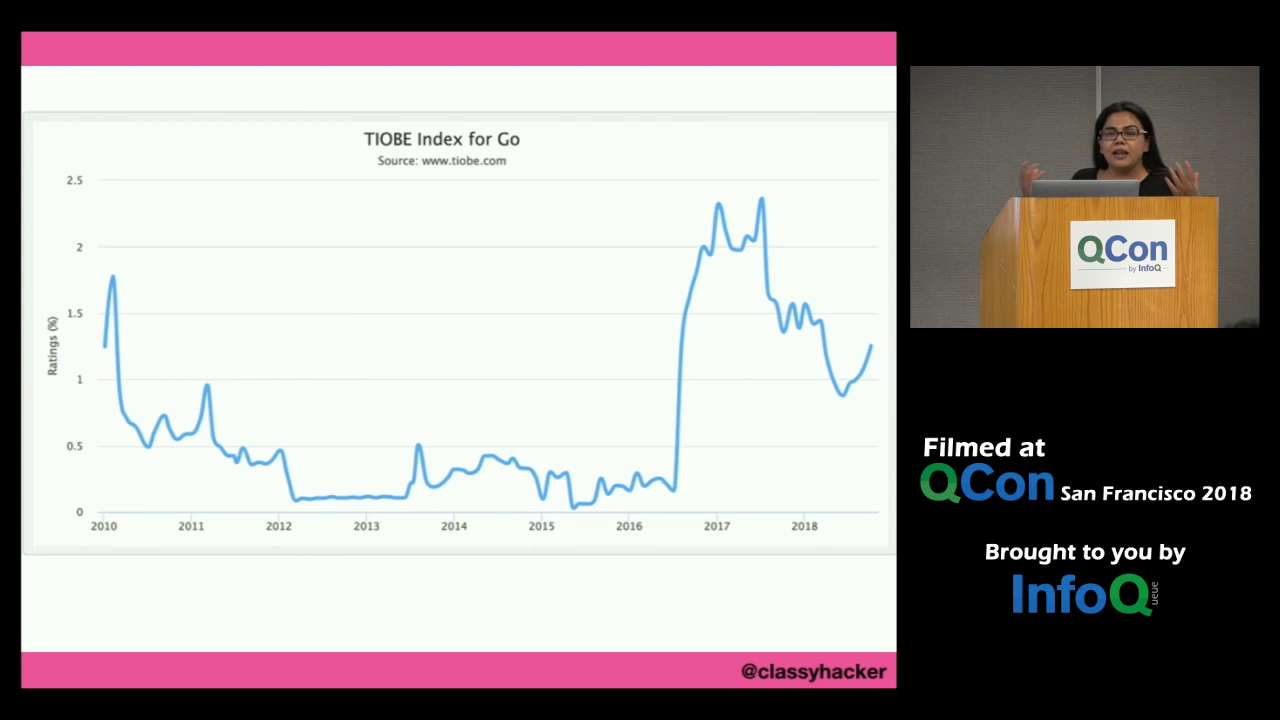 TIOBE Index for Go
Source: www.tiobe.com
Ratings (%)
2.5
2
1.5
1
0.5
0
2010 2011 2012 2013 2014 2015 2016 2017 2018
@classyhacker
QCon
by InfoQ
Filmed at
QCon San Francisco 2018
Brought to you by
InfoQueue